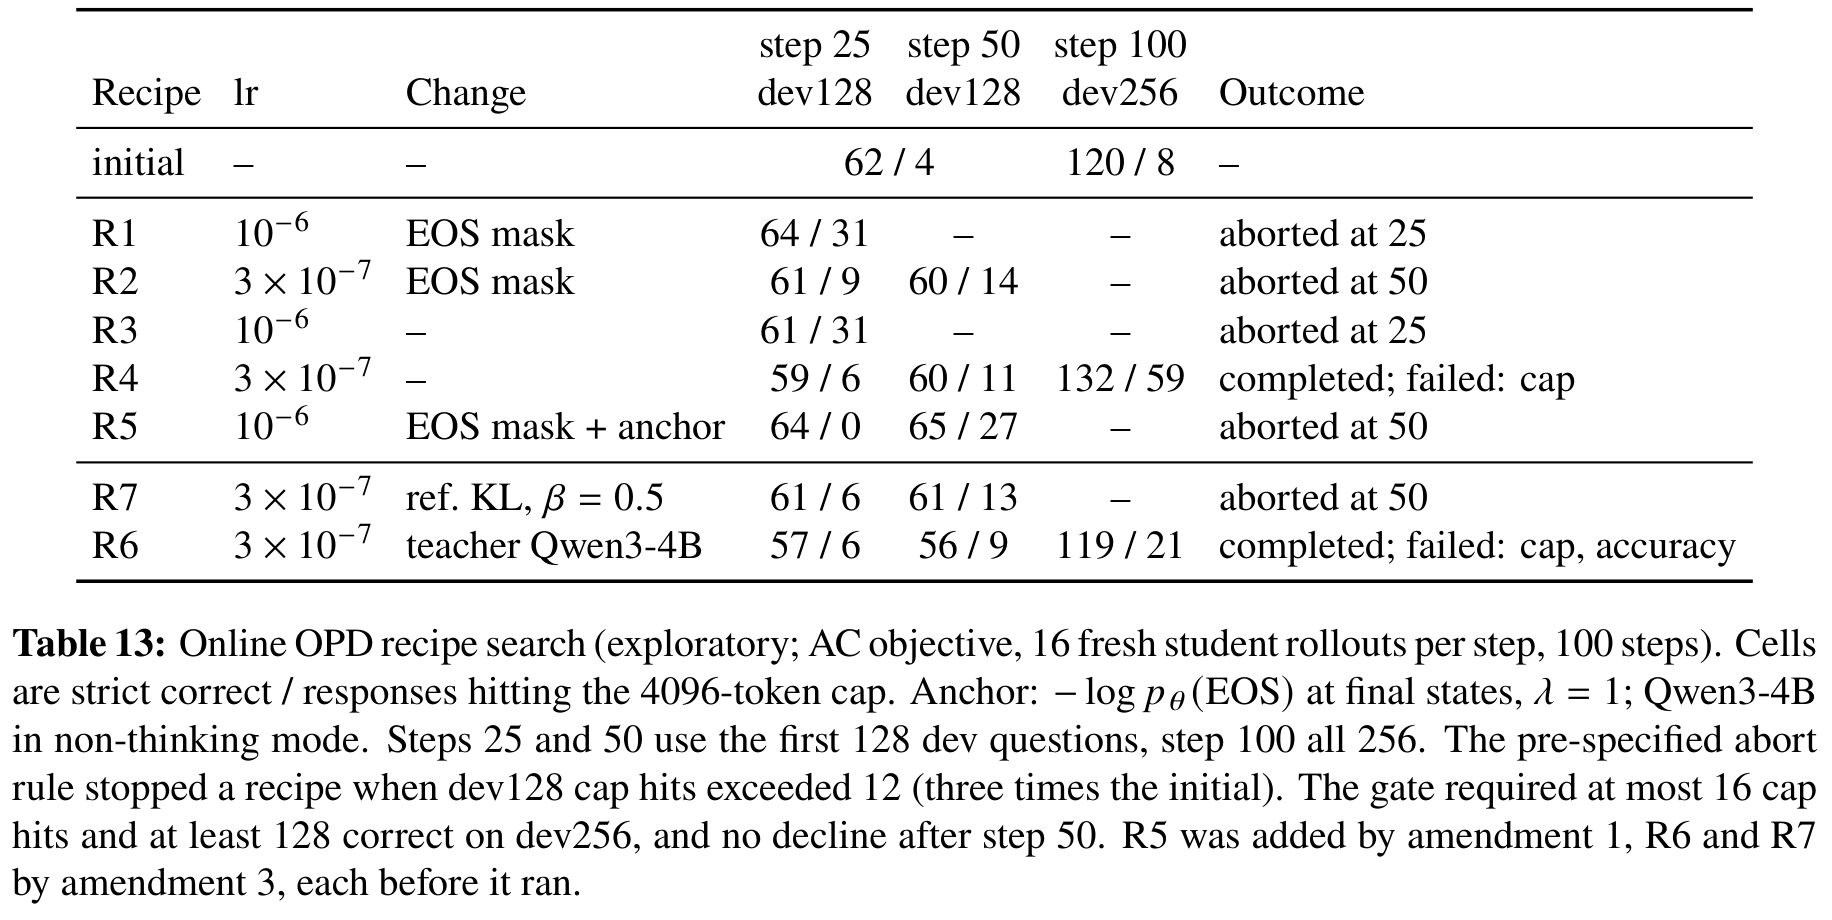 step 25 step 50 step 100
Recipe lr Change dev128 dev128 dev256 Outcome
initial – – 62 / 4 120 / 8 –
R1 10⁻⁶ EOS mask 64 / 31 – – aborted at 25
R2 3 × 10⁻⁷ EOS mask 61 / 9 60 / 14 – aborted at 50
R3 10⁻⁶ – 61 / 31 – – aborted at 25
R4 3 × 10⁻⁷ – 59 / 6 60 / 11 132 / 59 completed; failed: cap
R5 10⁻⁶ EOS mask + anchor 64 / 0 65 / 27 – aborted at 50
R7 3 × 10⁻⁷ ref. KL, β = 0.5 61 / 6 61 / 13 – aborted at 50
R6 3 × 10⁻⁷ teacher Qwen3-4B 57 / 6 56 / 9 119 / 21 completed; failed: cap, accuracy
Table 13: Online OPD recipe search (exploratory; AC objective, 16 fresh student rollouts per step, 100 steps). Cells
are strict correct / responses hitting the 4096-token cap. Anchor: − log pθ(EOS) at final states, λ = 1; Qwen3-4B
in non-thinking mode. Steps 25 and 50 use the first 128 dev questions, step 100 all 256. The pre-specified abort
rule stopped a recipe when dev128 cap hits exceeded 12 (three times the initial). The gate required at most 16 cap
hits and at least 128 correct on dev256, and no decline after step 50. R5 was added by amendment 1, R6 and R7
by amendment 3, each before it ran.